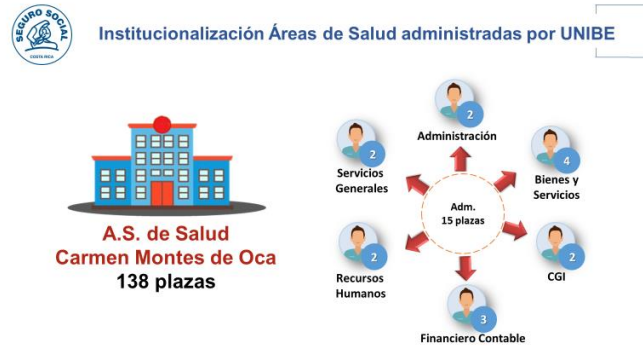 SEGURO SOCIAL
COSTA RICA
Institucionalización Áreas de Salud administradas por UNIBE
A.S. de Salud
Carmen Montes de Oca
138 plazas
2
Administración
2
Servicios
Generales
4
Bienes y
Servicios
Adm.
15 plazas
2
Recursos
Humanos
2
CGI
3
Financiero Contable